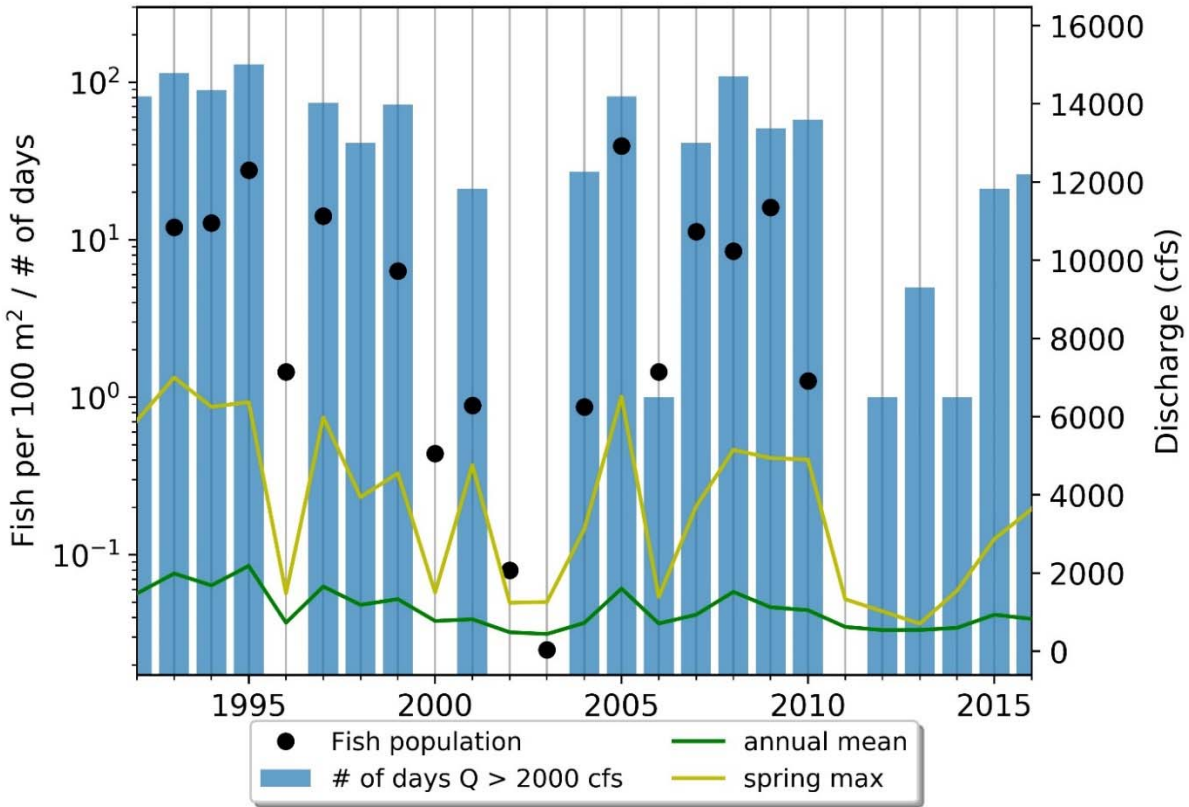 Fish per 100 m² / # of days
10²
10¹
10⁰
10⁻¹
16000
14000
12000
10000
8000
6000
4000
2000
0
Discharge (cfs)
1995 2000 2005 2010 2015
Fish population
# of days Q > 2000 cfs
annual mean
spring max